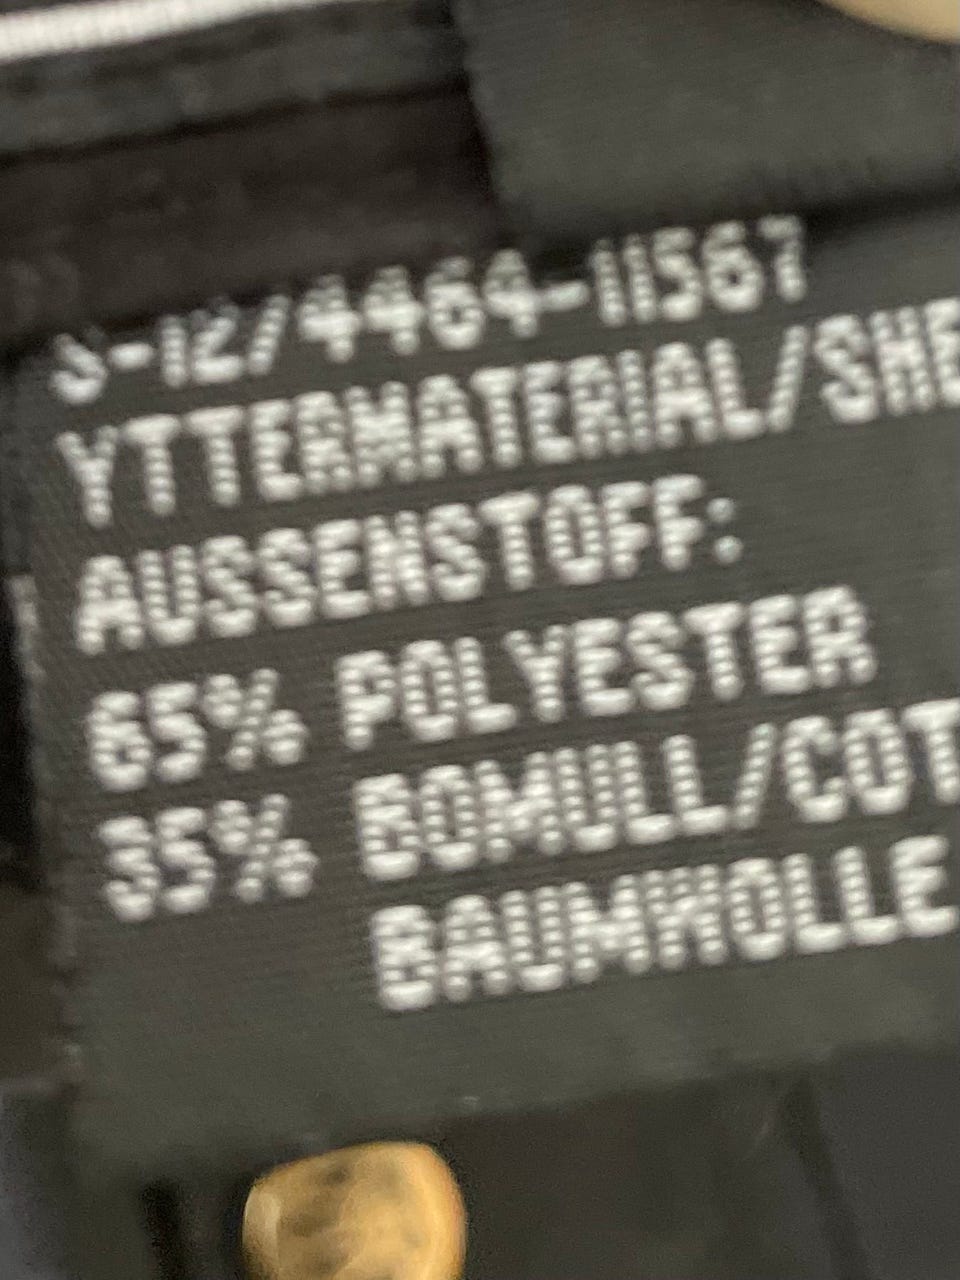 S-12/4464-11567
YTTERMATERIAL/SHE
AUSSENSTOFF:
65% POLYESTER
35% BOMULL/COT
BAUMWOLLE